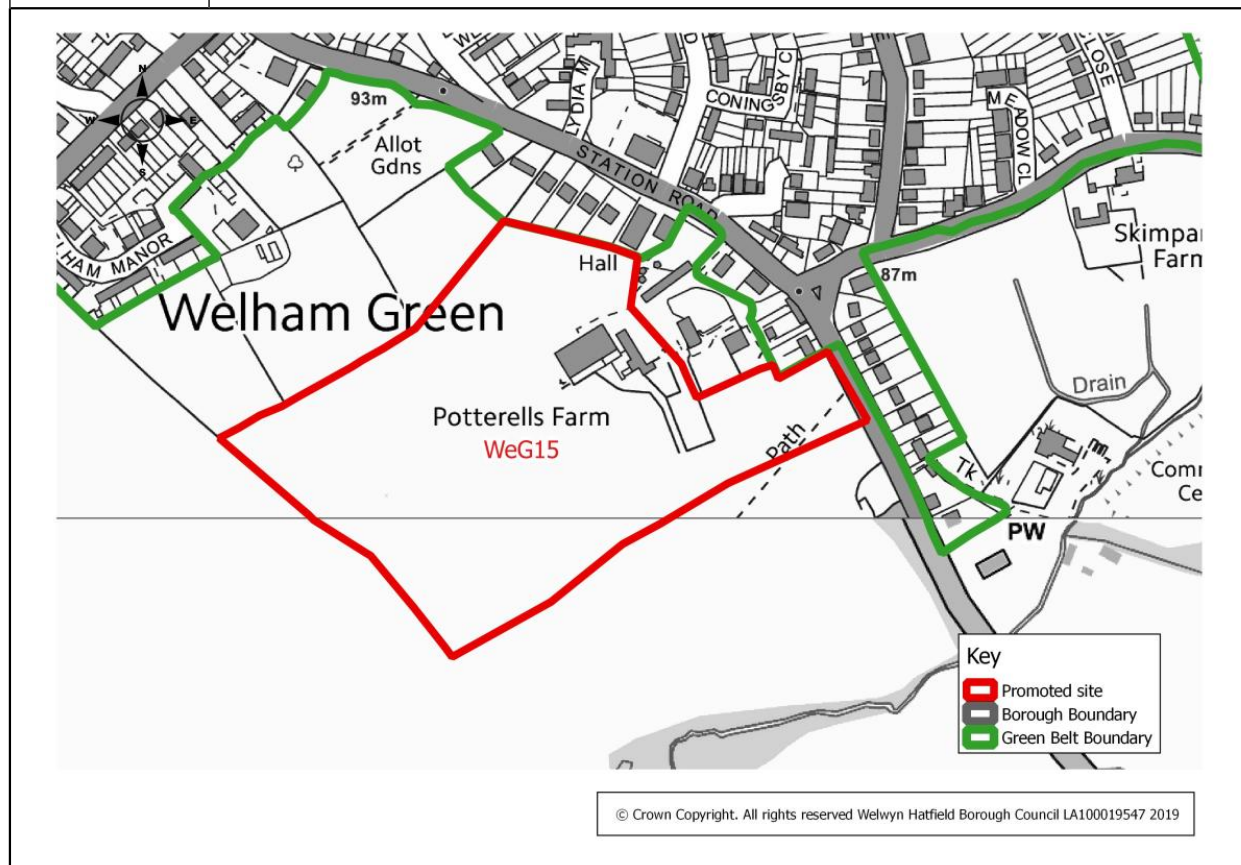 N
W E
S
93m
Allot
Gdns
LYDIA M
CONINGSBY C
MEADOW CL
CLOSE
STATION ROAD
Skimpan
Farm
87m
Hall
Welham Green
Drain
Potterells Farm
WeG15
Path
Tk
PW
Key
Promoted site
Borough Boundary
Green Belt Boundary
© Crown Copyright. All rights reserved Welwyn Hatfield Borough Council LA100019547 2019